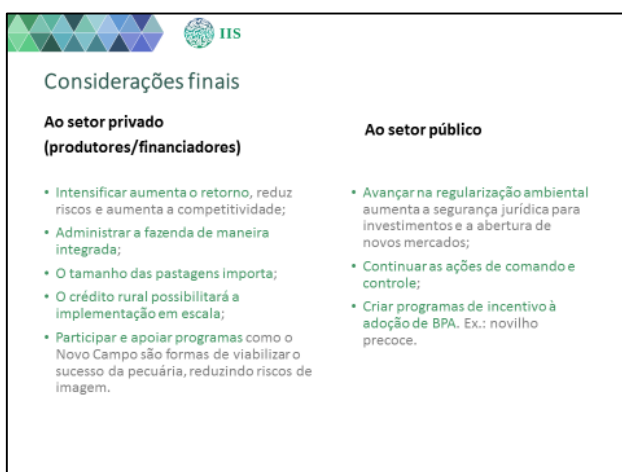 IIS
Considerações finais
Ao setor privado
(produtores/financiadores)
▪ Intensificar aumenta o retorno, reduz
riscos e aumenta a competitividade;
▪ Administrar a fazenda de maneira
integrada;
▪ O tamanho das pastagens importa;
▪ O crédito rural possibilitará a
implementação em escala;
▪ Participar e apoiar programas como o
Novo Campo são formas de viabilizar o
sucesso da pecuária, reduzindo riscos de
imagem.
Ao setor público
▪ Avançar na regularização ambiental
aumenta a segurança jurídica para
investimentos e a abertura de
novos mercados;
▪ Continuar as ações de comando e
controle;
▪ Criar programas de incentivo à
adoção de BPA. Ex.: novilho
precoce.